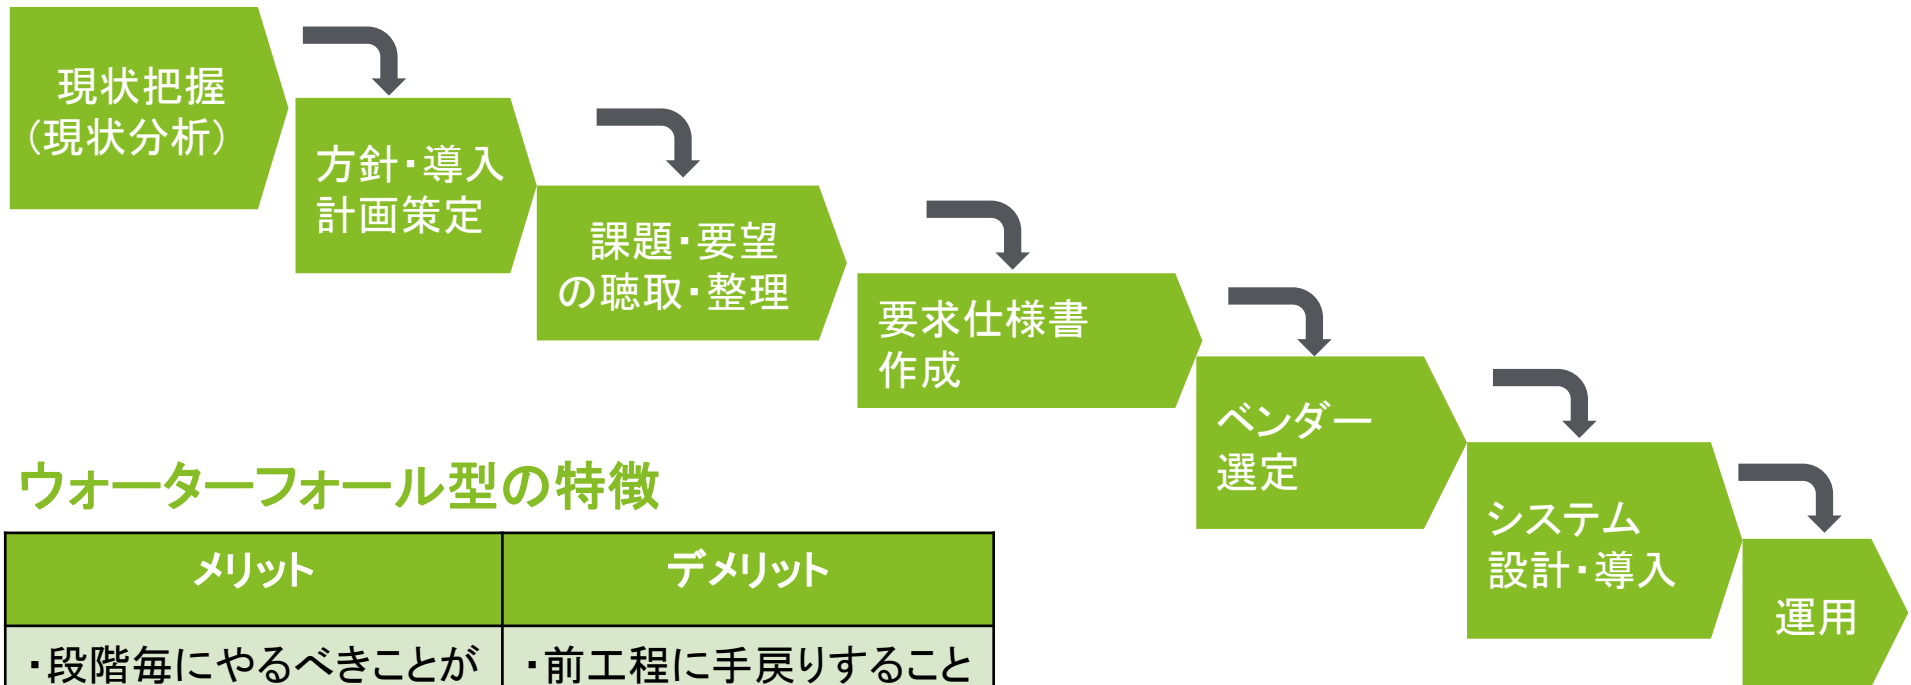 現状把握
(現状分析)
方針・導入
計画策定
課題・要望
の聴取・整理
要求仕様書
作成
ベンダー
選定
システム
設計・導入
運用
ウォーターフォール型の特徴
メリット
デメリット
・段階毎にやるべきことが
・前工程に手戻りすること